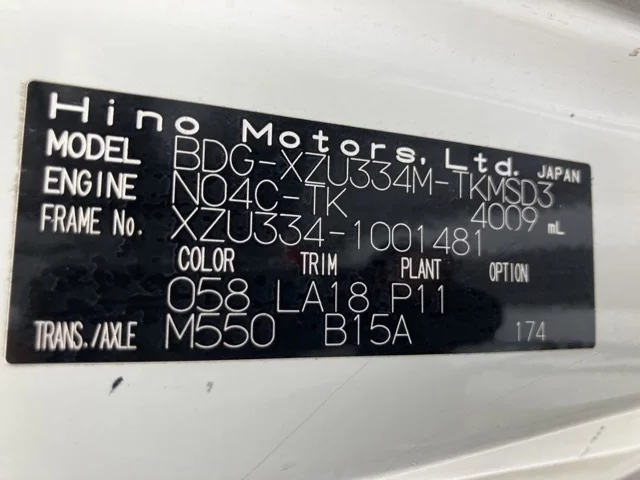 Hino Motors, Ltd. JAPAN
MODEL BDG-XZU334M-TKMSD3
ENGINE N04C-TK 4009 mL
FRAME No. XZU334-1001481
COLOR TRIM PLANT OPTION
058 LA18 P11
TRANS./AXLE M550 B15A 174